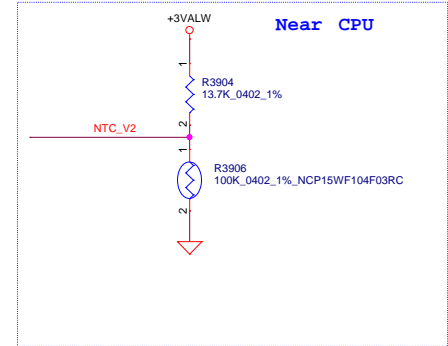 +3VALW
Near CPU
1
R3904
13.7K_0402_1%
2
NTC_V2
1
R3906
100K_0402_1%_NCP15WF104F03RC
2